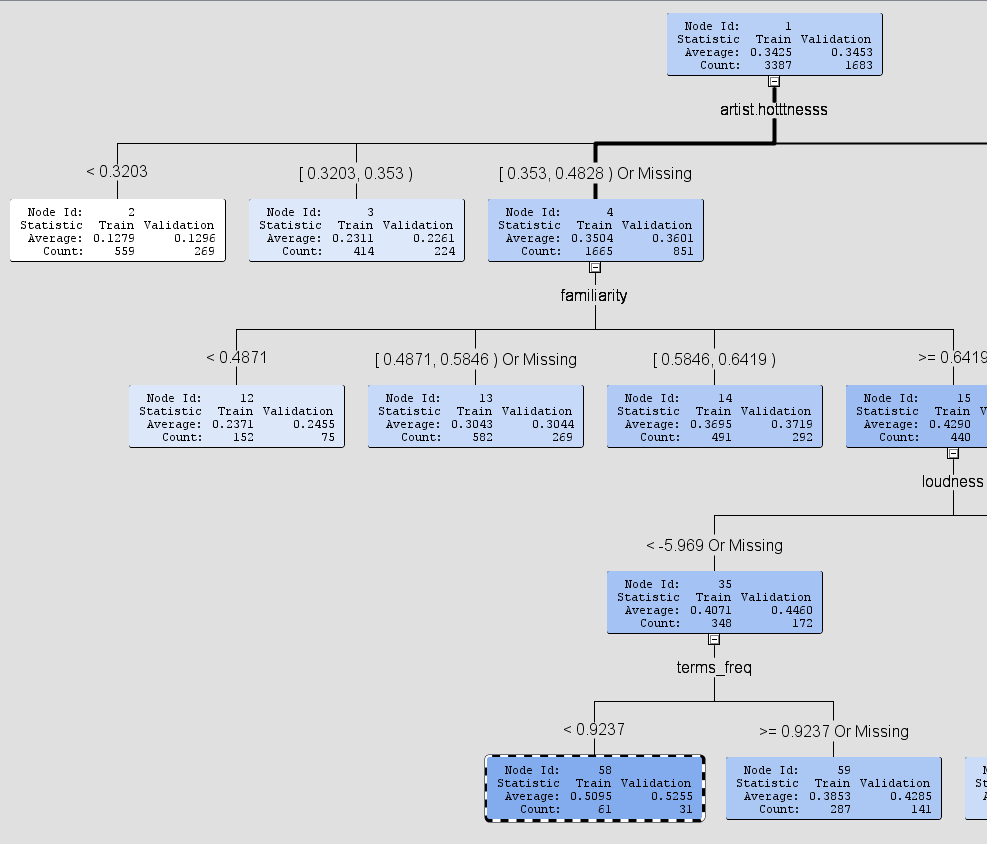 Node Id: 1
Statistic Train Validation
Average: 0.3425 0.3453
Count: 3387 1683
artist.hotttnesss
< 0.3203
[ 0.3203, 0.353 )
[ 0.353, 0.4828 ) Or Missing
Node Id: 2
Statistic Train Validation
Average: 0.1279 0.1296
Count: 559 269
Node Id: 3
Statistic Train Validation
Average: 0.2311 0.2261
Count: 414 224
Node Id: 4
Statistic Train Validation
Average: 0.3504 0.3601
Count: 1665 851
familiarity
< 0.4871
[ 0.4871, 0.5846 ) Or Missing
[ 0.5846, 0.6419 )
>= 0.6419
Node Id: 12
Statistic Train Validation
Average: 0.2371 0.2455
Count: 152 75
Node Id: 13
Statistic Train Validation
Average: 0.3043 0.3044
Count: 582 269
Node Id: 14
Statistic Train Validation
Average: 0.3695 0.3719
Count: 491 292
Node Id: 15
Statistic Train V
Average: 0.4290
Count: 440
loudness
< -5.969 Or Missing
Node Id: 35
Statistic Train Validation
Average: 0.4071 0.4460
Count: 348 172
terms_freq
< 0.9237
>= 0.9237 Or Missing
Node Id: 58
Statistic Train Validation
Average: 0.5095 0.5255
Count: 61 31
Node Id: 59
Statistic Train Validation
Average: 0.3853 0.4285
Count: 287 141